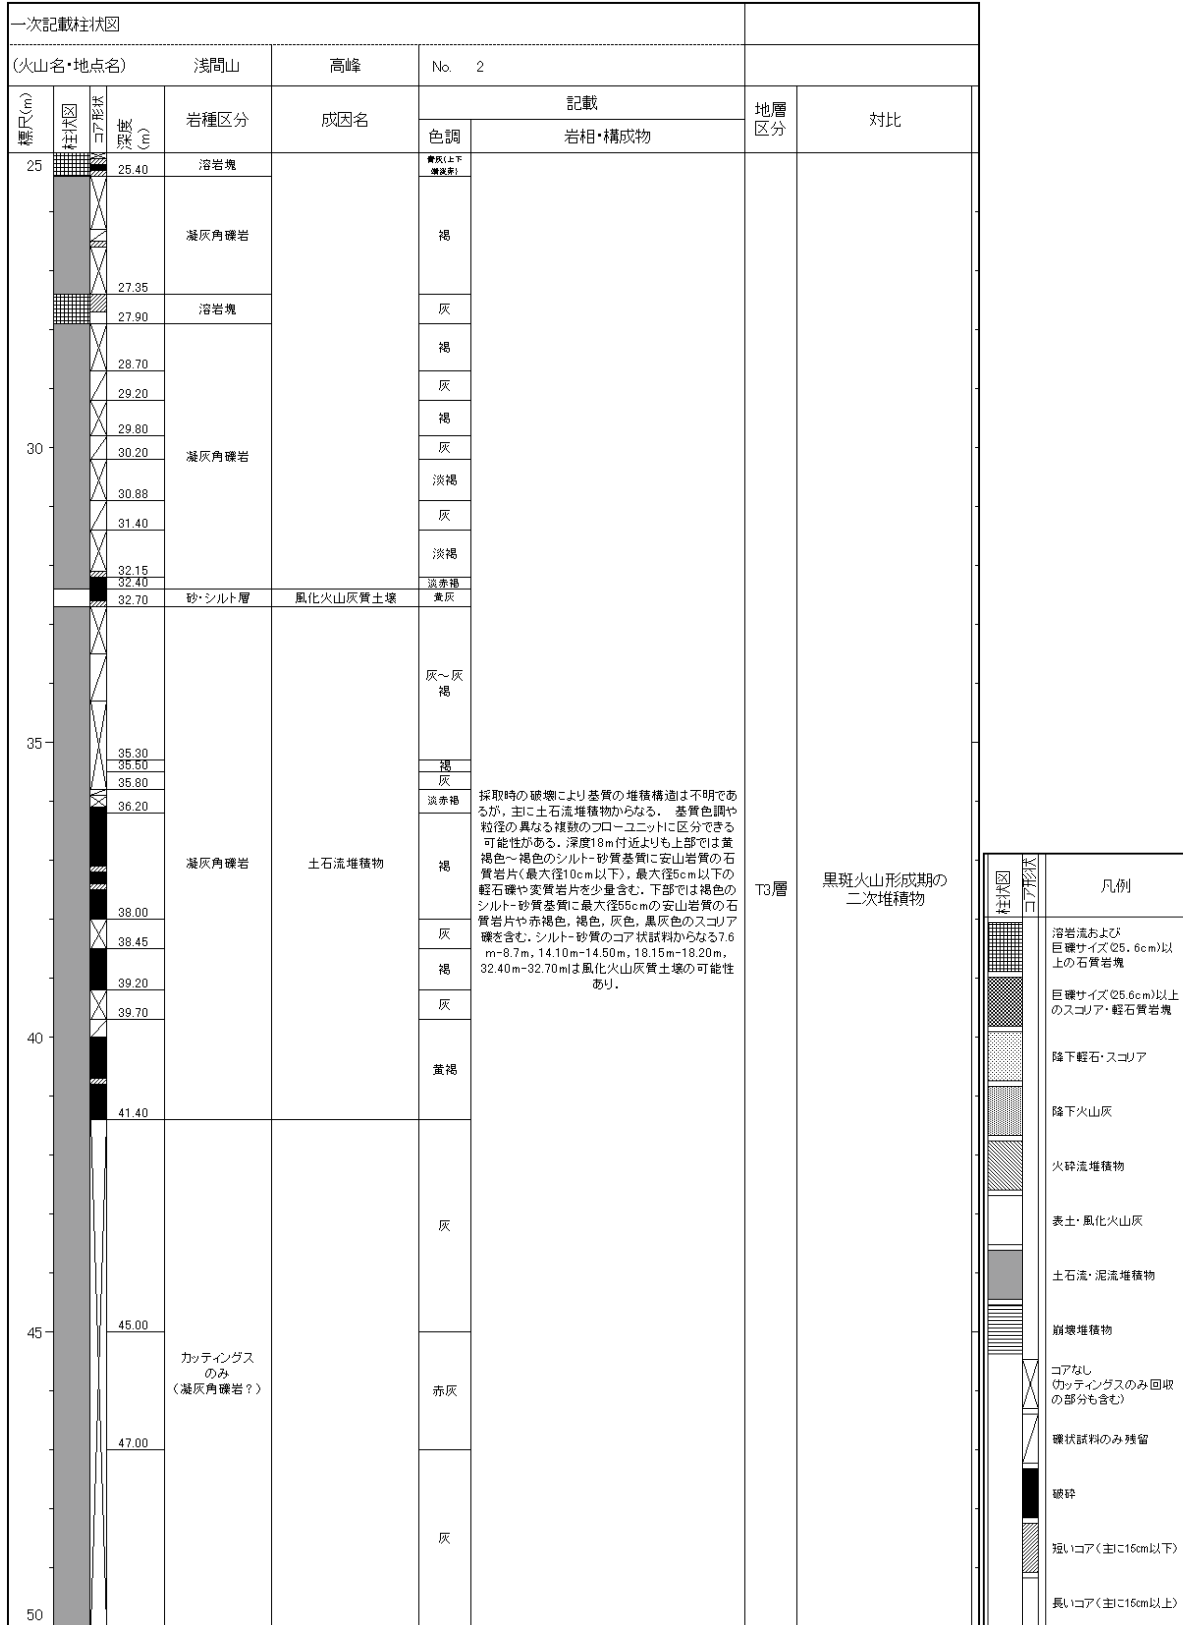 一次記載柱状図
(火山名・地点名) 浅間山 高峰 No. 2
標尺(m) 柱状図 コア形状 深度(m) 岩種区分 成因名 記載 地層区分 対比
色調 岩相・構成物
25
25.40 溶岩塊 青灰(上下
端淡赤)
凝灰角礫岩 褐
27.35
溶岩塊 灰
27.90
褐
28.70
灰
29.20
褐
29.80
30 凝灰角礫岩 灰
30.20
淡褐
30.88
灰
31.40
淡褐
32.15
32.40 淡赤褐
32.70 砂・シルト層 風化火山灰質土壌 黄灰
灰～灰
褐
35
35.30
35.50 褐
35.80 灰
36.20 淡赤褐
凝灰角礫岩 土石流堆積物 褐
38.00
38.45 灰
39.20 褐
39.70 灰
40
黄褐
41.40
灰
45
45.00
カッティングス
のみ
(凝灰角礫岩？)
赤灰
47.00
灰
50
採取時の破壊により基質の堆積構造は不明であ
るが，主に土石流堆積物からなる． 基質色調や
粒径の異なる複数のフローユニットに区分できる
可能性がある．深度18m付近よりも上部では黄
褐色～褐色のシルト-砂質基質に安山岩質の石
質岩片(最大径10cm以下)，最大径5cm以下の
軽石礫や変質岩片を少量含む．下部では褐色の
シルト-砂質基質に最大径55cmの安山岩質の石
質岩片や赤褐色，褐色，灰色，黒灰色のスコリア
礫を含む．シルト-砂質のコア状試料からなる7.6
m-8.7m，14.10m-14.50m，18.15m-18.20m，
32.40m-32.70mは風化火山灰質土壌の可能性
あり．
T3層
黒斑火山形成期の
二次堆積物
柱状図 コア形状 凡例
溶岩流および
巨礫サイズ(25.6cm)以
上の石質岩塊
巨礫サイズ(25.6cm)以上
のスコリア・軽石質岩塊
降下軽石・スコリア
降下火山灰
火砕流堆積物
表土・風化火山灰
土石流・泥流堆積物
崩壊堆積物
コアなし
(カッティングスのみ回収
の部分も含む)
礫状試料のみ残留
破砕
短いコア(主に15cm以下)
長いコア(主に15cm以上)